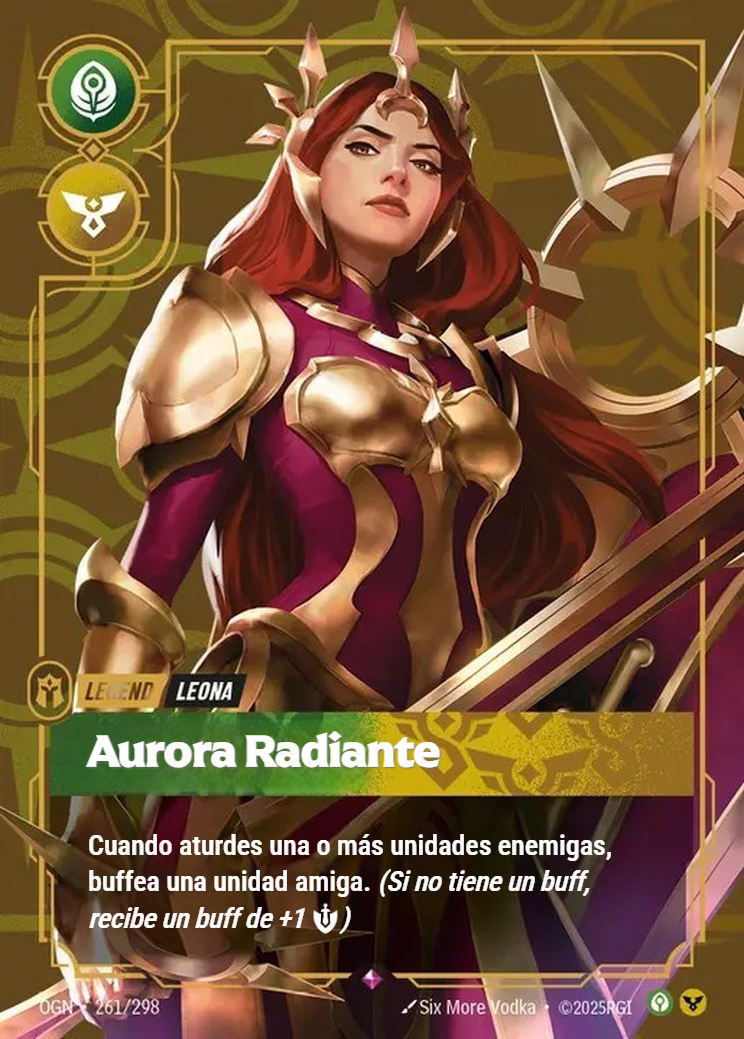 LEGEND LEONA
Aurora Radiante
Cuando aturdes una o más unidades enemigas,
buffea una unidad amiga. (Si no tiene un buff,
recibe un buff de +1 )
OGN • 261/298 Six More Vodka • ©2025RGI